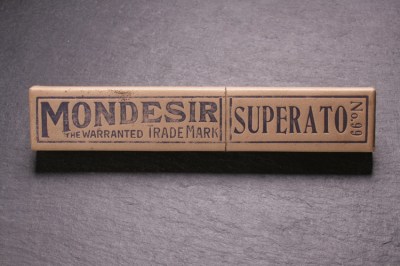 MONDESIR
THE WARRANTED TRADE MARK
SUPERATO
No.99